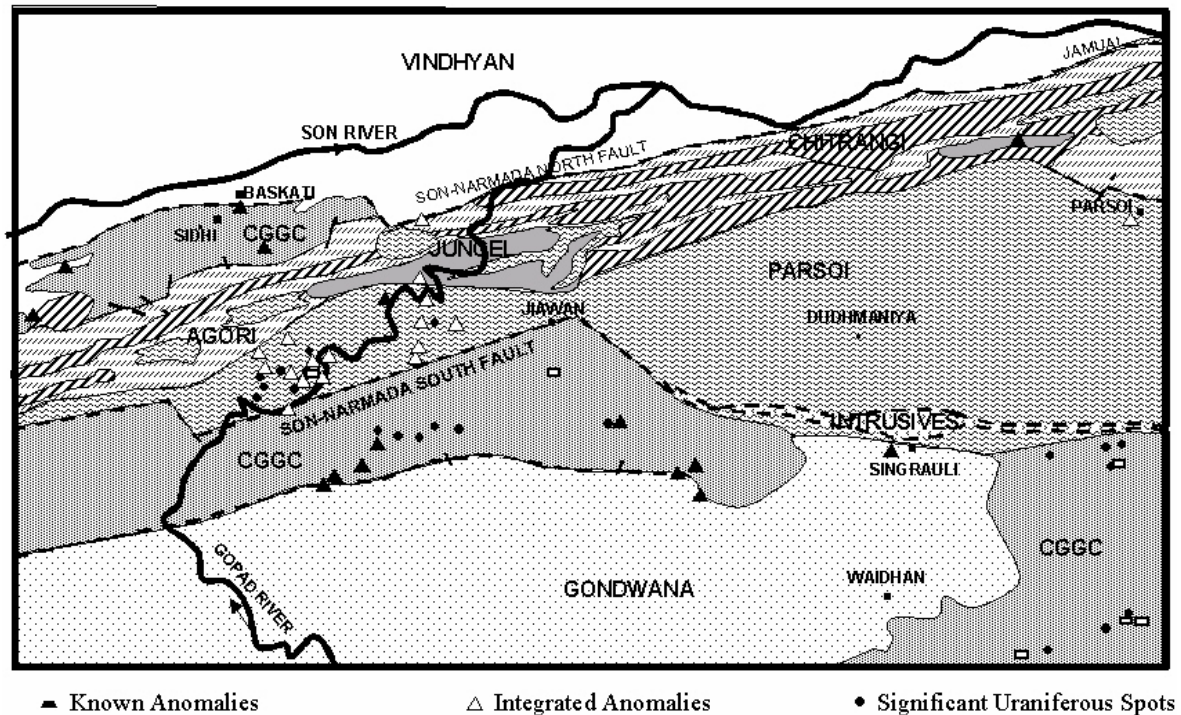 VINDHYAN
JAMUAL
SON RIVER
CHITRANGI
SON-NARMADA NORTH FAULT
BASKATI
PARSOI
SIDHI
CGGC
JUNGEL
PARSOI
AGORI
JIAWAN
DUDHMANIYA
SON-NARMADA SOUTH FAULT
INTRUSIVES
CGGC
SINGRAULI
CGGC
GOPAD RIVER
WAIDHAN
GONDWANA
Known Anomalies
Integrated Anomalies
Significant Uraniferous Spots